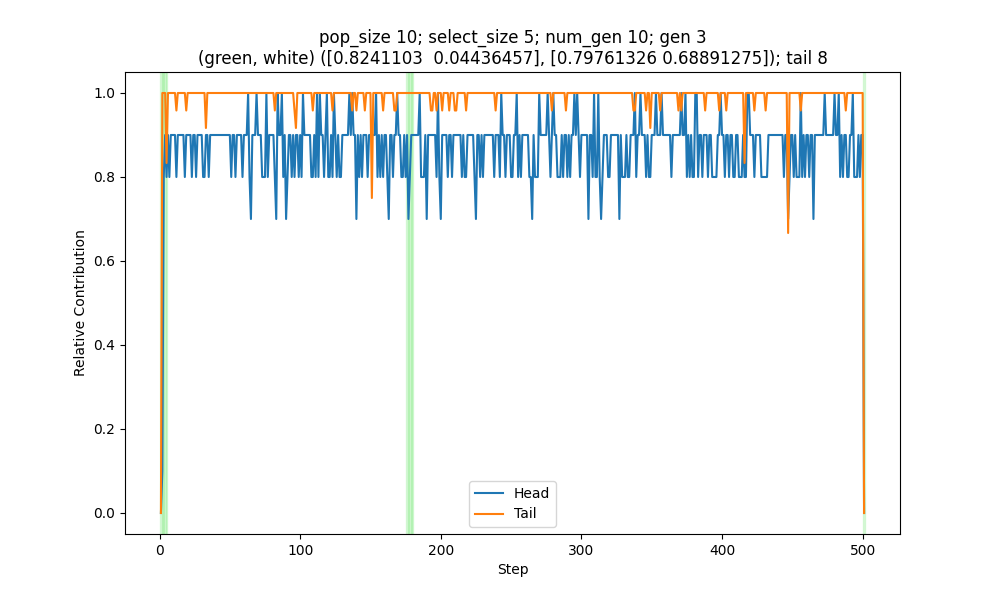 pop_size 10; select_size 5; num_gen 10; gen 3
(green, white) ([0.8241103  0.04436457], [0.79761326 0.68891275]); tail 8
1.0
0.8
0.6
0.4
0.2
0.0
Relative Contribution
Head
Tail
0
100
200
300
400
500
Step